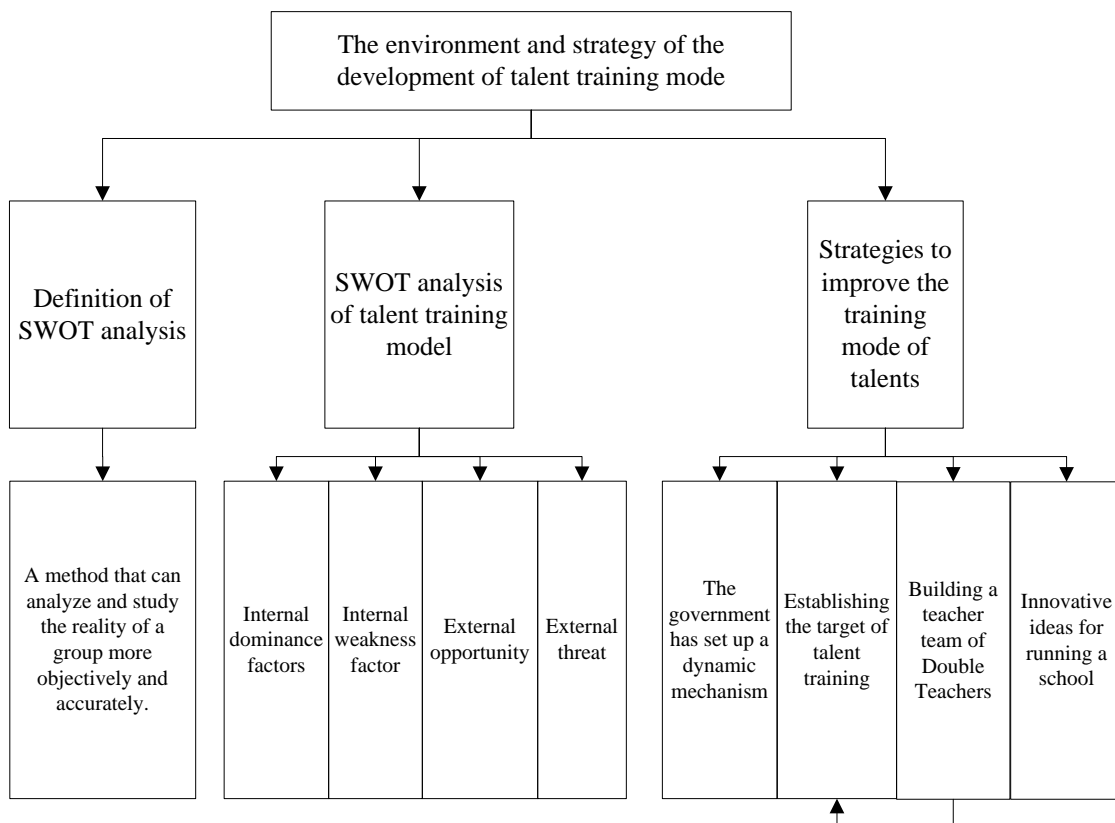 The environment and strategy of the
development of talent training mode
Definition of
SWOT analysis
SWOT analysis
of talent training
model
Strategies to
improve the
training
mode of
talents
A method that can
analyze and study
the reality of a
group more
objectively and
accurately.
Internal
dominance
factors
Internal
weakness
factor
External
opportunity
External
threat
The
government
has set up a
dynamic
mechanism
Establishing
the target of
talent
training
Building a
teacher
team of
Double
Teachers
Innovative
ideas for
running a
school